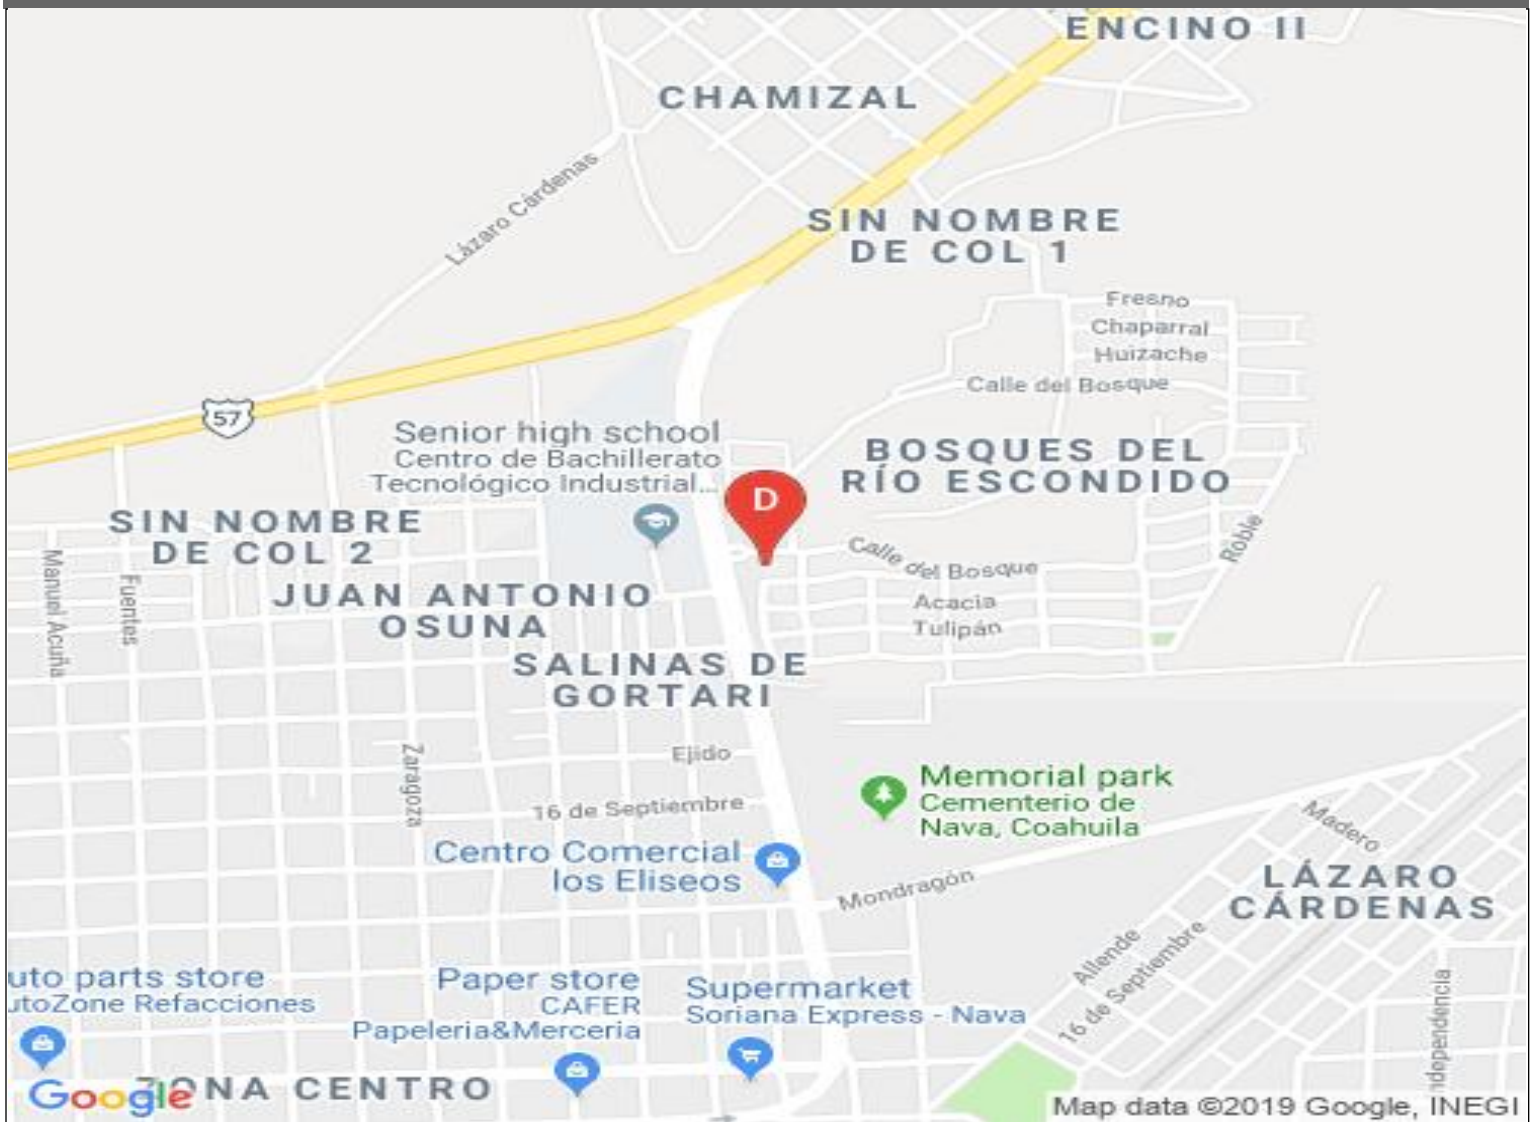 ENCINO II
CHAMIZAL
Lázaro Cárdenas
SIN NOMBRE
DE COL 1
Fresno
Chaparral
Huizache
Calle del Bosque
57
Senior high school
Centro de Bachillerato
Tecnológico Industrial...
D
BOSQUES DEL
RÍO ESCONDIDO
SIN NOMBRE
DE COL 2
Manuel Acuña
Fuentes
Calle del Bosque
Roble
JUAN ANTONIO
OSUNA
Acacia
Tulipán
SALINAS DE
GORTARI
Zaragoza
Ejido
16 de Septiembre
Memorial park
Cementerio de
Nava, Coahuila
Madero
Centro Comercial
los Eliseos
Mondragón
LÁZARO
CÁRDENAS
Allende
16 de Septiembre
uto parts store
utoZone Refacciones
Paper store
CAFER
Papeleria&Merceria
Supermarket
Soriana Express - Nava
ndependencia
ZONA CENTRO
Google
Map data ©2019 Google, INEGI